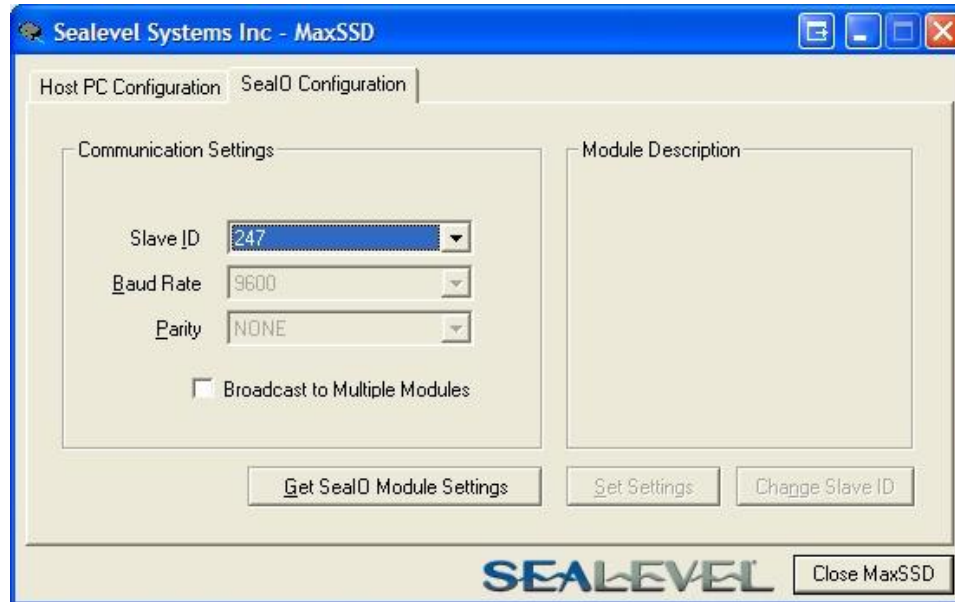 Sealevel Systems Inc - MaxSSD
Host PC Configuration
SeaIO Configuration
Communication Settings
Module Description
Slave ID
247
Baud Rate
9600
Parity
NONE
Broadcast to Multiple Modules
Get SeaIO Module Settings
Set Settings
Change Slave ID
SEALEVEL
Close MaxSSD